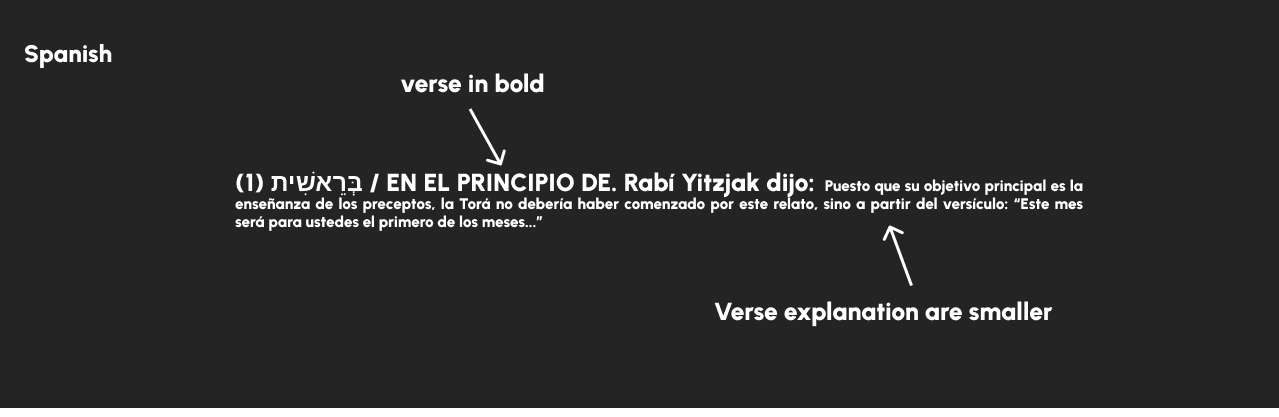 Spanish
verse in bold
(1) בְּרֵאשִׁית / EN EL PRINCIPIO DE. Rabí Yitzjak dijo: Puesto que su objetivo principal es la
enseñanza de los preceptos, la Torá no debería haber comenzado por este relato, sino a partir del versículo: “Este mes
será para ustedes el primero de los meses...”
Verse explanation are smaller